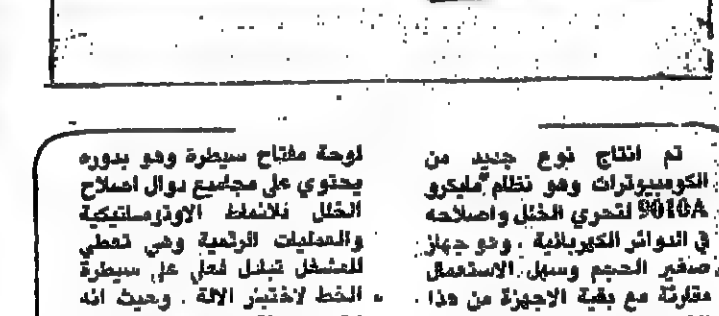 تم انتاج نوع جديد من
الكومبيوترات وهو نظام مايكرو
9010A لتحري الخلل واصلاحه
في الدوائر الكهربائية . وهو جهاز
صغير الحجم وسهل الاستعمال
مقارنة مع بقية الاجهزة من هذا
لوحة مفتاح سيطرة وهو بدوره
يحتوي على مجاميع دوال اصلاح
الخلل للانماط الاوتوماتيكية
والعمليات الرقمية وهي تعطي
للمشغل تبادل فعلي على سيطرة
الخط لاختبار الالة . وحيث انه